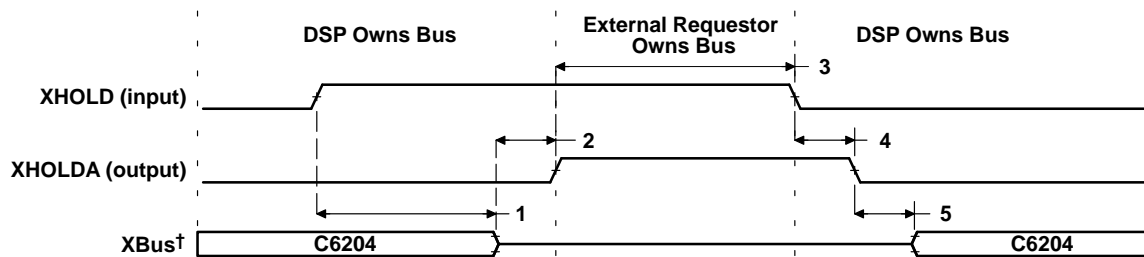 DSP Owns Bus
External Requestor
Owns Bus
DSP Owns Bus
3
XHOLD (input)
2
4
XHOLDA (output)
1
5
XBus†
C6204
C6204